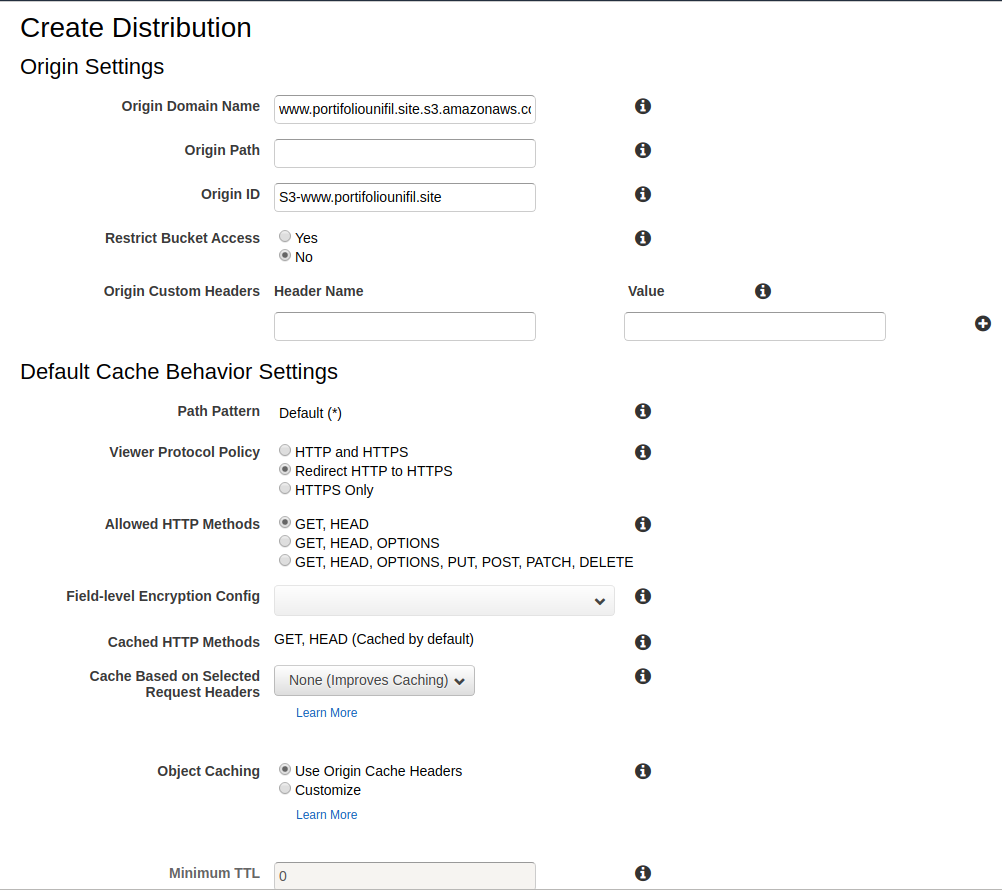 Create Distribution
Origin Settings
Origin Domain Name www.portifoliounifil.site.s3.amazonaws.co
Origin Path
Origin ID S3-www.portifoliounifil.site
Restrict Bucket Access Yes
No
Origin Custom Headers Header Name Value
Default Cache Behavior Settings
Path Pattern Default (*)
Viewer Protocol Policy HTTP and HTTPS
Redirect HTTP to HTTPS
HTTPS Only
Allowed HTTP Methods GET, HEAD
GET, HEAD, OPTIONS
GET, HEAD, OPTIONS, PUT, POST, PATCH, DELETE
Field-level Encryption Config
Cached HTTP Methods GET, HEAD (Cached by default)
Cache Based on Selected
Request Headers
None (Improves Caching)
Learn More
Object Caching Use Origin Cache Headers
Customize
Learn More
Minimum TTL 0